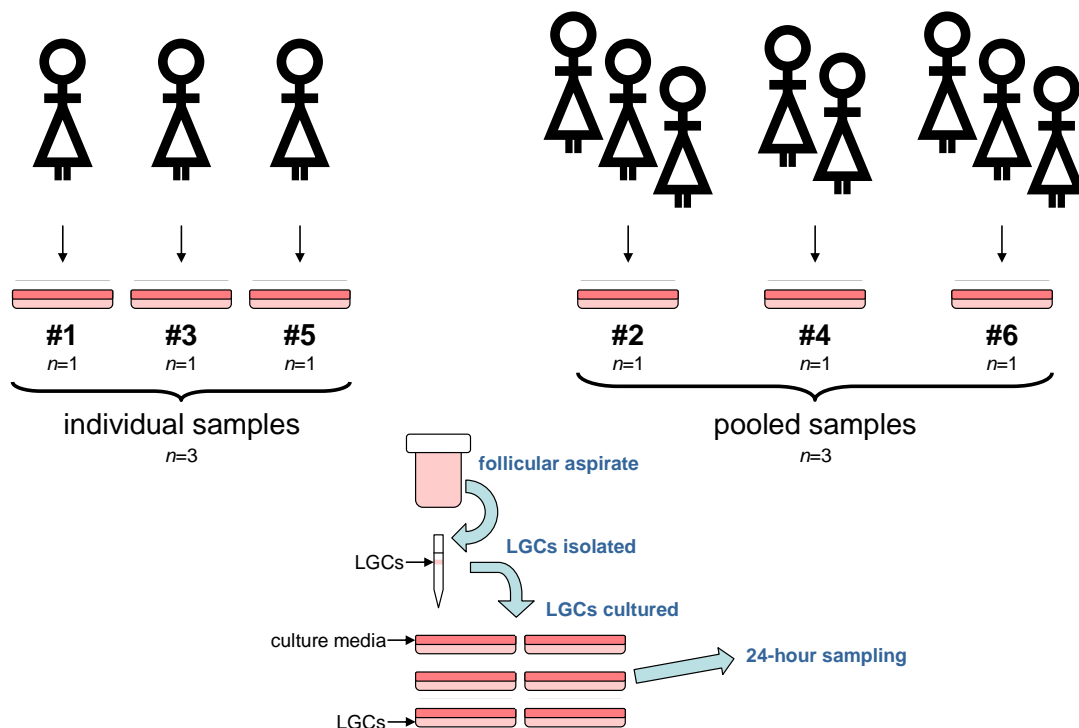 #1 #3 #5 #2 #4 #6
n=1 n=1 n=1 n=1 n=1 n=1
individual samples pooled samples
n=3 n=3
follicular aspirate
LGCs isolated
LGCs
LGCs cultured
culture media
24-hour sampling
LGCs